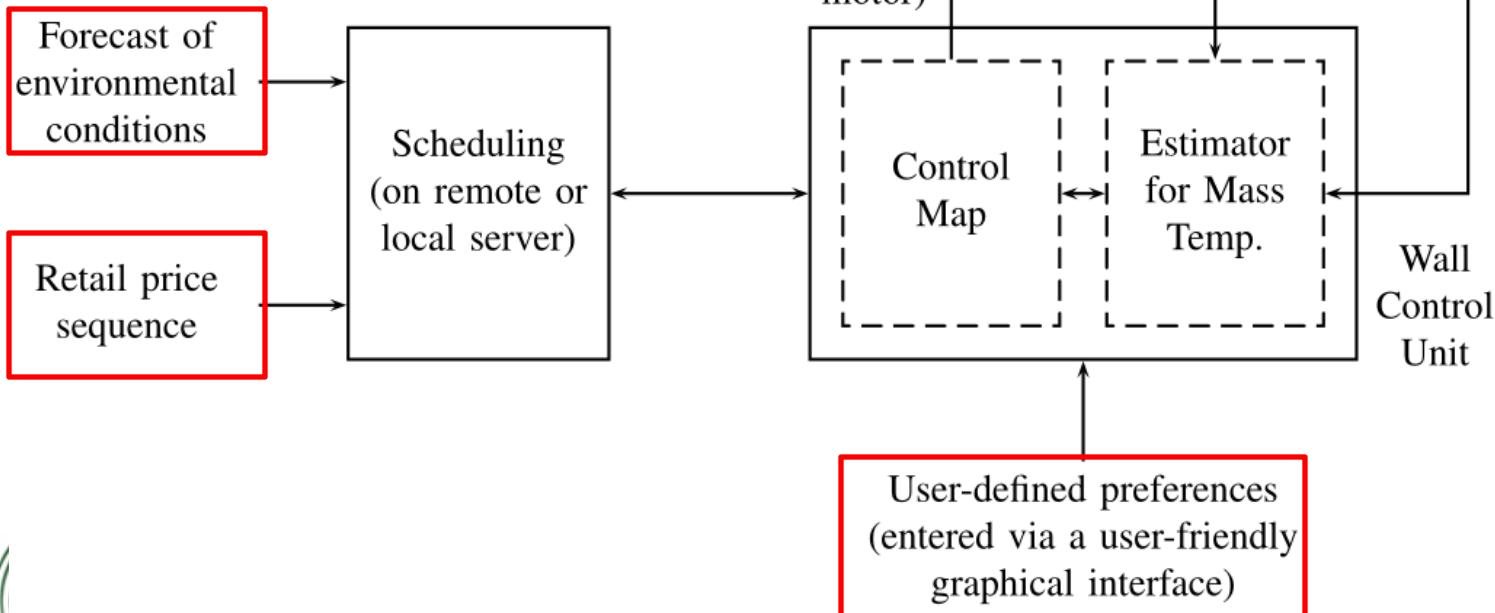 motor)
Forecast of
environmental
conditions
Scheduling
(on remote or
local server)
Retail price
sequence
Control
Map
Estimator
for Mass
Temp.
Wall
Control
Unit
User-defined preferences
(entered via a user-friendly
graphical interface)